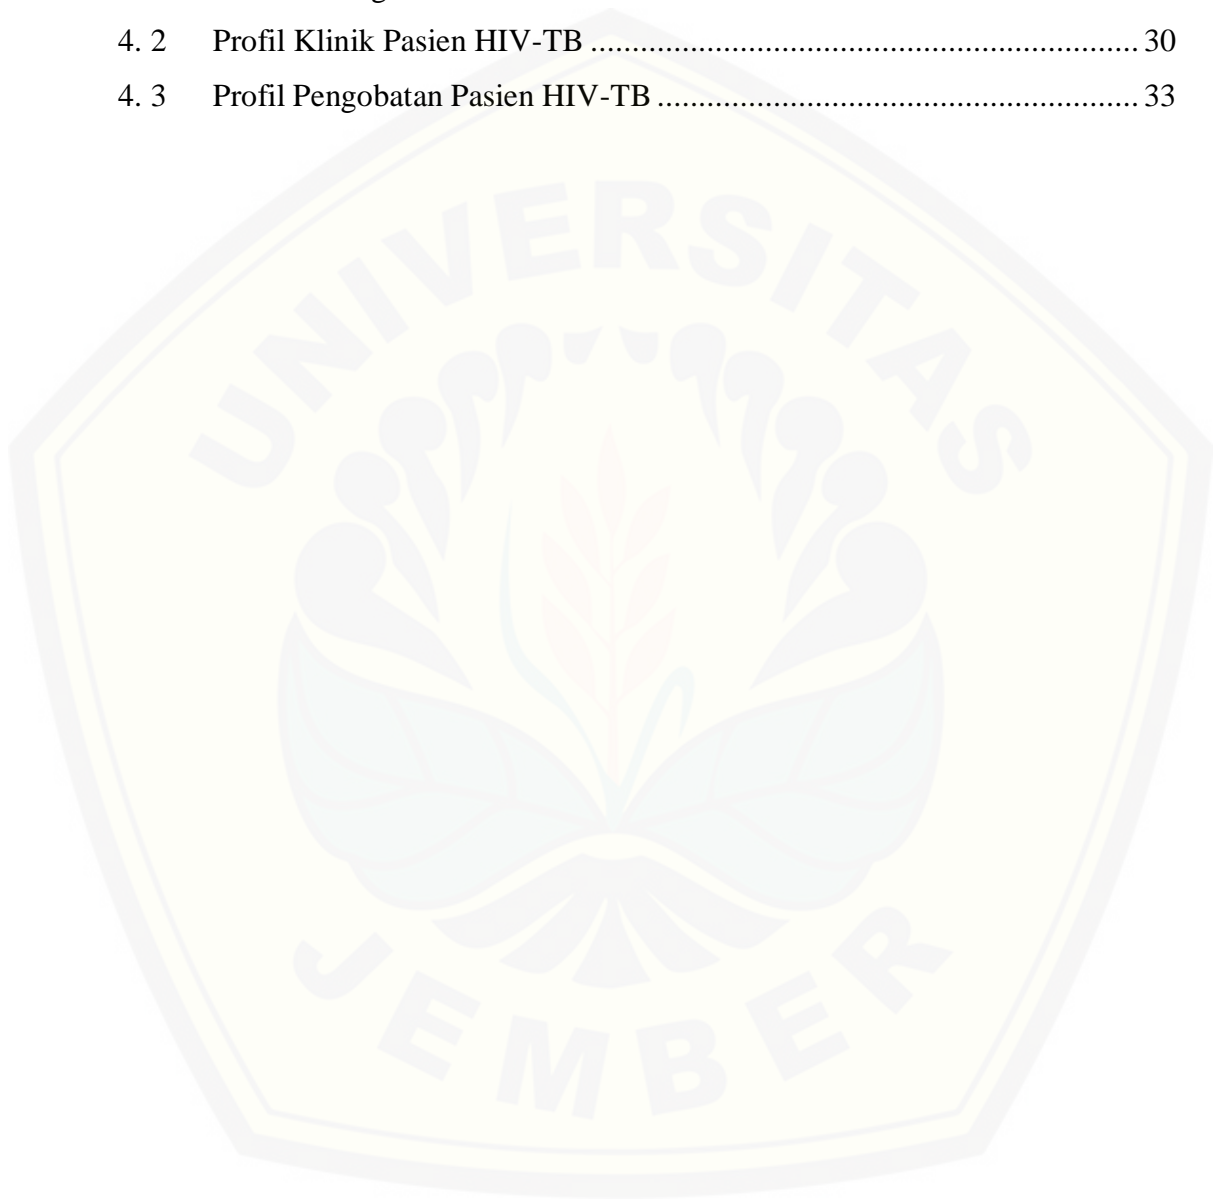 4. 2 Profil Klinik Pasien HIV-TB .................................................................. 30
4. 3 Profil Pengobatan Pasien HIV-TB .......................................................... 33
UNIVERSITAS
JEMBER